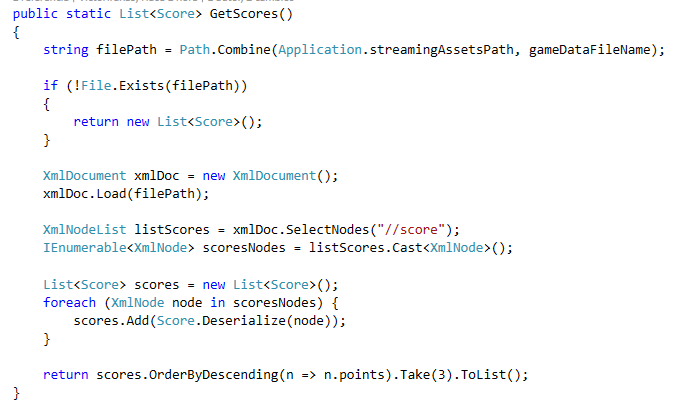 public static List<Score> GetScores()
{
    string filePath = Path.Combine(Application.streamingAssetsPath, gameDataFileName);
    if (!File.Exists(filePath))
    {
        return new List<Score>();
    }
    XmlDocument xmlDoc = new XmlDocument();
    xmlDoc.Load(filePath);
    XmlNodeList listScores = xmlDoc.SelectNodes("//score");
    IEnumerable<XmlNode> scoresNodes = listScores.Cast<XmlNode>();
    List<Score> scores = new List<Score>();
    foreach (XmlNode node in scoresNodes) {
        scores.Add(Score.Deserialize(node));
    }
    return scores.OrderByDescending(n => n.points).Take(3).ToList();
}